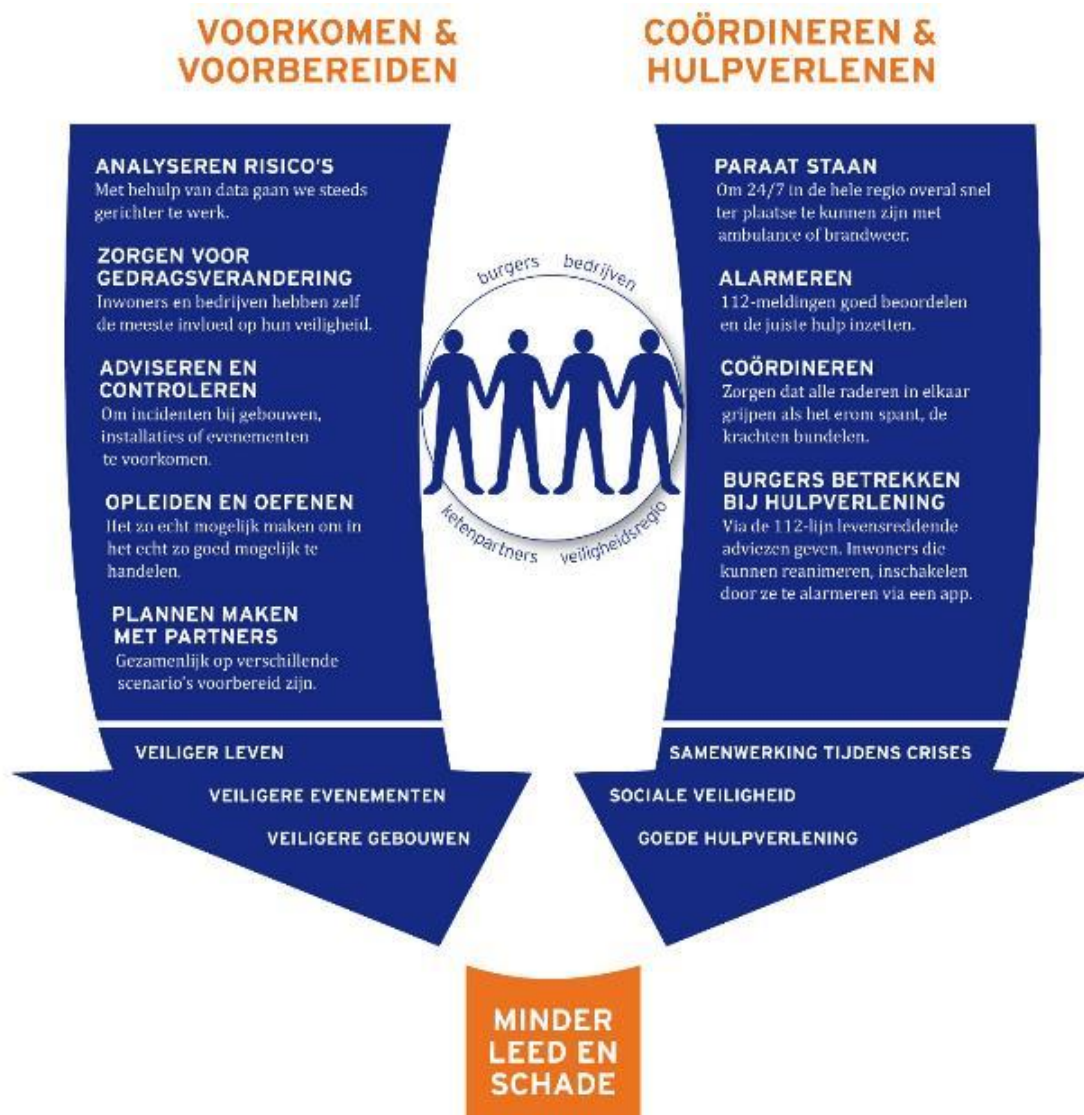 VOORKOMEN &
VOORBEREIDEN
ANALYSEREN RISICO'S
Met behulp van data gaan we steeds
gerichter te werk.
ZORGEN VOOR
GEDRAGSVERANDERING
Inwoners en bedrijven hebben zelf
de meeste invloed op hun veiligheid.
ADVISEREN EN
CONTROLEREN
Om incidenten bij gebouwen,
installaties of evenementen
te voorkomen.
OPLEIDEN EN OEFENEN
Het zo echt mogelijk maken om in
het echt zo goed mogelijk te
handelen.
PLANNEN MAKEN
MET PARTNERS
Gezamenlijk op verschillende
scenario's voorbereid zijn.
VEILIGER LEVEN
VEILIGERE EVENEMENTEN
VEILIGERE GEBOUWEN
burgers bedrijven
ketenpartners veiligheidsregio
COÖRDINEREN &
HULPVERLENEN
PARAAT STAAN
Om 24/7 in de hele regio overal snel
ter plaatse te kunnen zijn met
ambulance of brandweer.
ALARMEREN
112-meldingen goed beoordelen
en de juiste hulp inzetten.
COÖRDINEREN
Zorgen dat alle raderen in elkaar
grijpen als het erom spant, de
krachten bundelen.
BURGERS BETREKKEN
BIJ HULPVERLENING
Via de 112-lijn levensreddende
adviezen geven. Inwoners die
kunnen reanimeren, inschakelen
door ze te alarmeren via een app.
SAMENWERKING TIJDENS CRISES
SOCIALE VEILIGHEID
GOEDE HULPVERLENING
MINDER
LEED EN
SCHADE